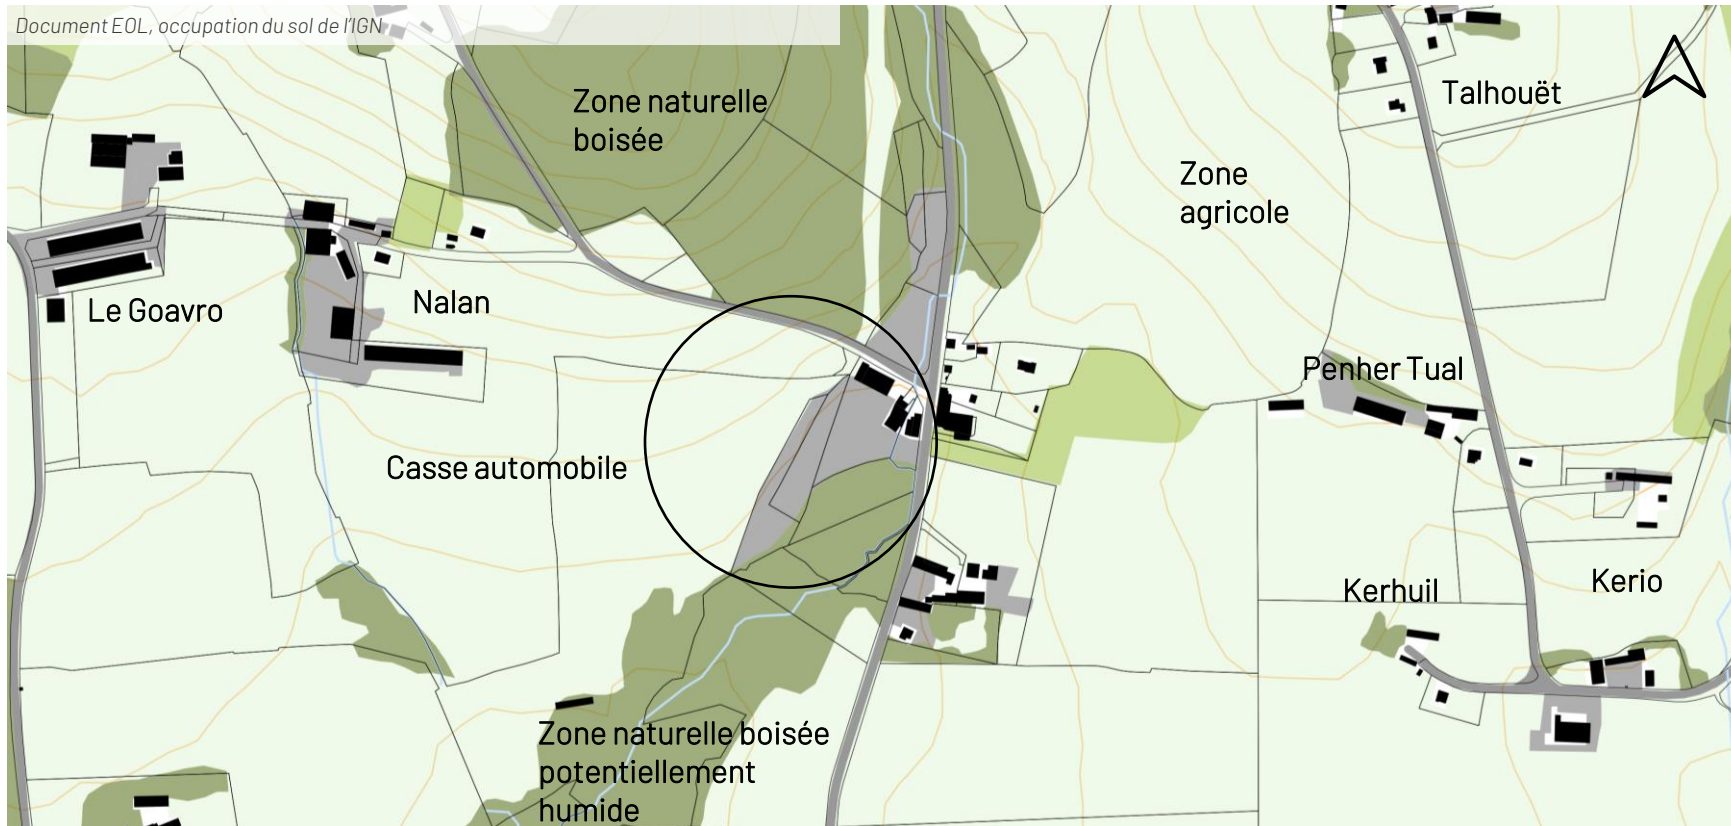 Document EOL, occupation du sol de l'IGN
Zone naturelle
boisée
Talhouët
Zone
agricole
Le Goavro
Nalan
Penher Tual
Casse automobile
Kerhuil
Kerio
Zone naturelle boisée
potentiellement
humide